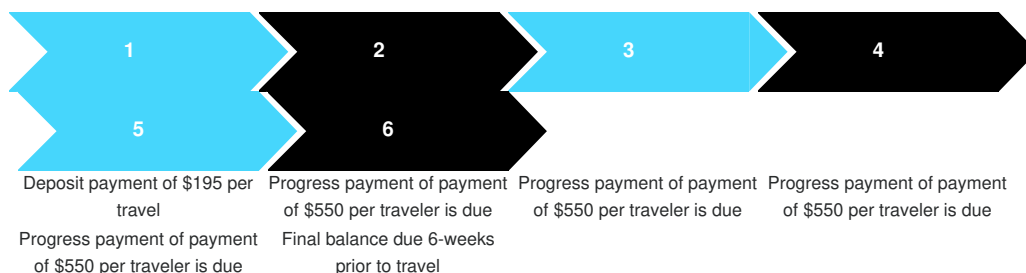 1
2
3
4
5
6
Deposit payment of $195 per
travel
Progress payment of payment
of $550 per traveler is due
Progress payment of payment
of $550 per traveler is due
Progress payment of payment
of $550 per traveler is due
Progress payment of payment
of $550 per traveler is due
Final balance due 6-weeks
prior to travel